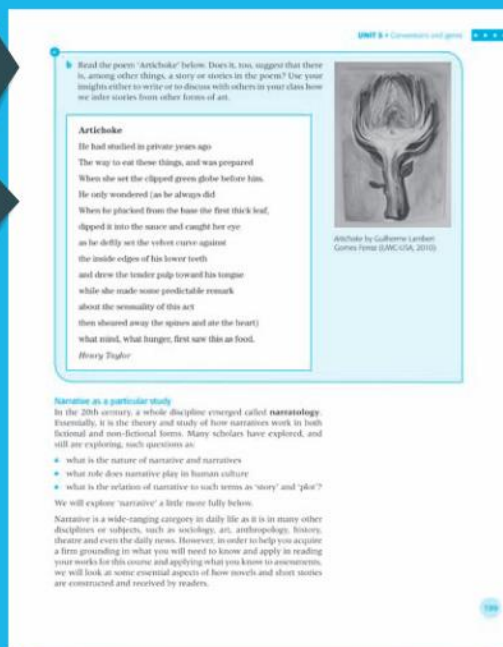 UNIT 5 • Conventions and genre
b Read the poem 'Artichoke' below. Does it, too, suggest that there
is, among other things, a story or stories in the poem? Use your
insights either to write or to discuss with others in your class how
we infer stories from other forms of art.
Artichoke
He had studied in private years ago
The way to eat these things, and was prepared
When she set the clipped green globe before him.
He only wondered (as he always did
When he plucked from the base the first thick leaf,
dipped it into the sauce and caught her eye
as he deftly set the velvet curve against
the inside edges of his lower teeth
and drew the tender pulp toward his tongue
while she made some predictable remark
about the sensuality of this act
then sheared away the spines and ate the heart)
what mind, what hunger, first saw this as food.
Henry Taylor
Artichoke by Guilherme Lambert
Gomes Ferraz (UWC-USA, 2010)
Narrative as a particular study
In the 20th century, a whole discipline emerged called narratology.
Essentially, it is the theory and study of how narratives work in both
fictional and non-fictional forms. Many scholars have explored, and
still are exploring, such questions as:
• what is the nature of narrative and narratives
• what role does narrative play in human culture
• what is the relation of narrative to such terms as 'story' and 'plot'?
We will explore 'narrative' a little more fully below.
Narrative is a wide-ranging category in daily life as it is in many other
disciplines or subjects, such as sociology, art, anthropology, history,
theatre and even the daily news. However, in order to help you acquire
a firm grounding in what you will need to know and apply in reading
your works for this course and applying what you know to assessments,
we will look at some essential aspects of how novels and short stories
are constructed and received by readers.